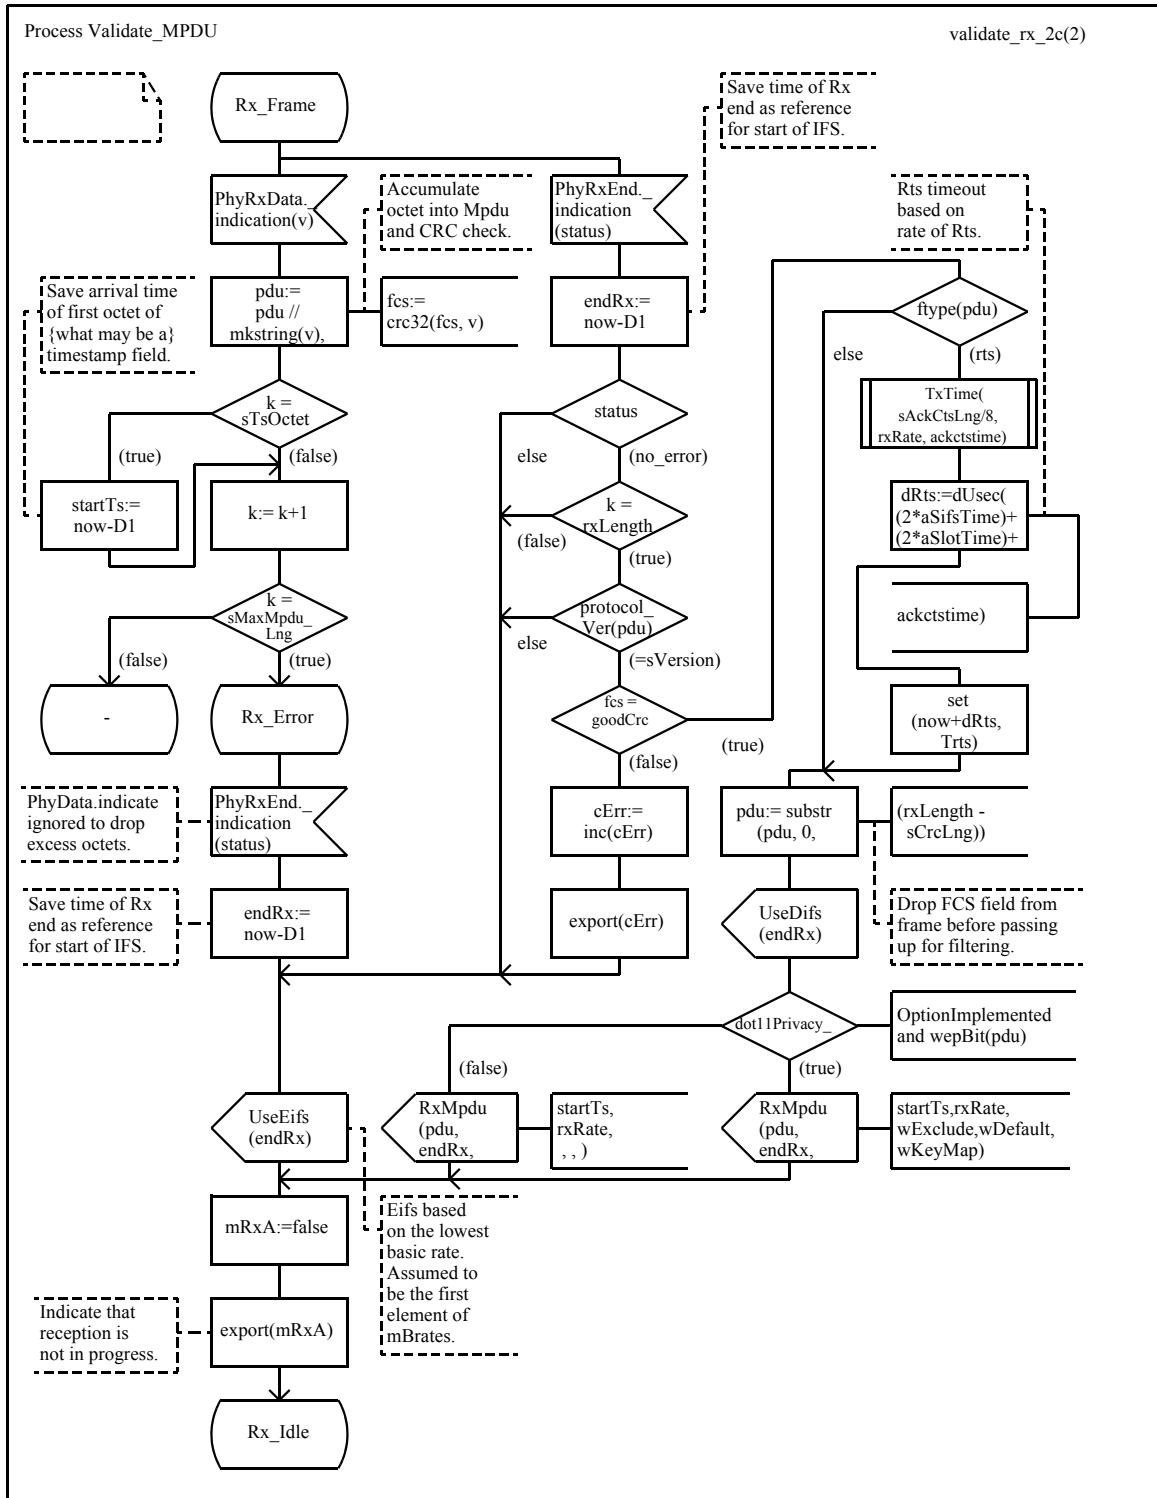 Process Validate_MPDU
validate_rx_2c(2)
Rx_Frame
Save time of Rx
end as reference
for start of IFS.
PhyRxData._
indication(v)
Accumulate
octet into Mpdu
and CRC check.
PhyRxEnd._
indication
(status)
Rts timeout
based on
rate of Rts.
Save arrival time
of first octet of
{what may be a}
timestamp field.
pdu:=
pdu //
mkstring(v),
fcs:=
crc32(fcs, v)
endRx:=
now-D1
ftype(pdu)
else
(rts)
k =
sTsOctet
(true)
(false)
status
else
(no_error)
TxTime(
sAckCtsLng/8,
rxRate, ackctstime)
startTs:=
now-D1
k:= k+1
k =
rxLength
(false)
(true)
dRts:=dUsec(
(2*aSifsTime)+
(2*aSlotTime)+
k =
sMaxMpdu_
Lng
(false)
(true)
protocol_
Ver(pdu)
else
(=sVersion)
ackctstime)
-
Rx_Error
fcs =
goodCrc
(true)
(false)
set
(now+dRts,
Trts)
PhyData.indicate
ignored to drop
excess octets.
PhyRxEnd._
indication
(status)
cErr:=
inc(cErr)
pdu:= substr
(pdu, 0,
(rxLength -
sCrcLng))
Save time of Rx
end as reference
for start of IFS.
endRx:=
now-D1
export(cErr)
UseDifs
(endRx)
Drop FCS field from
frame before passing
up for filtering.
dot11Privacy_
OptionImplemented
and wepBit(pdu)
(false)
(true)
UseEifs
(endRx)
RxMpdu
(pdu,
endRx,
startTs,
rxRate,
, , )
RxMpdu
(pdu,
endRx,
startTs,rxRate,
wExclude,wDefault,
wKeyMap)
mRxA:=false
Eifs based
on the lowest
basic rate.
Assumed to
be the first
element of
mBrates.
Indicate that
reception is
not in progress.
export(mRxA)
Rx_Idle